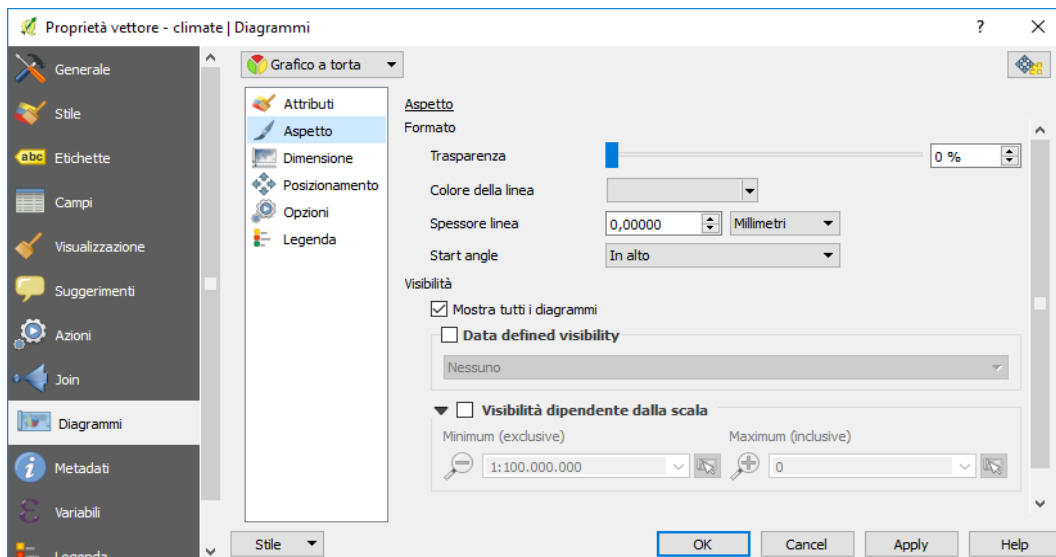 Proprietà vettore - climate | Diagrammi
?
Generale
Stile
abc Etichette
Campi
Visualizzazione
Suggerimenti
Azioni
Join
Diagrammi
i Metadati
Variabili
Legenda
Grafico a torta
Attributi
Aspetto
Dimensione
Posizionamento
Opzioni
Legenda
Aspetto
Formato
Trasparenza 0 %
Colore della linea
Spessore linea 0,00000 Millimetri
Start angle In alto
Visibilità
Mostra tutti i diagrammi
Data defined visibility
Nessuno
Visibilità dipendente dalla scala
Minimum (exclusive) Maximum (inclusive)
1:100.000.000 0
Stile OK Cancel Apply Help